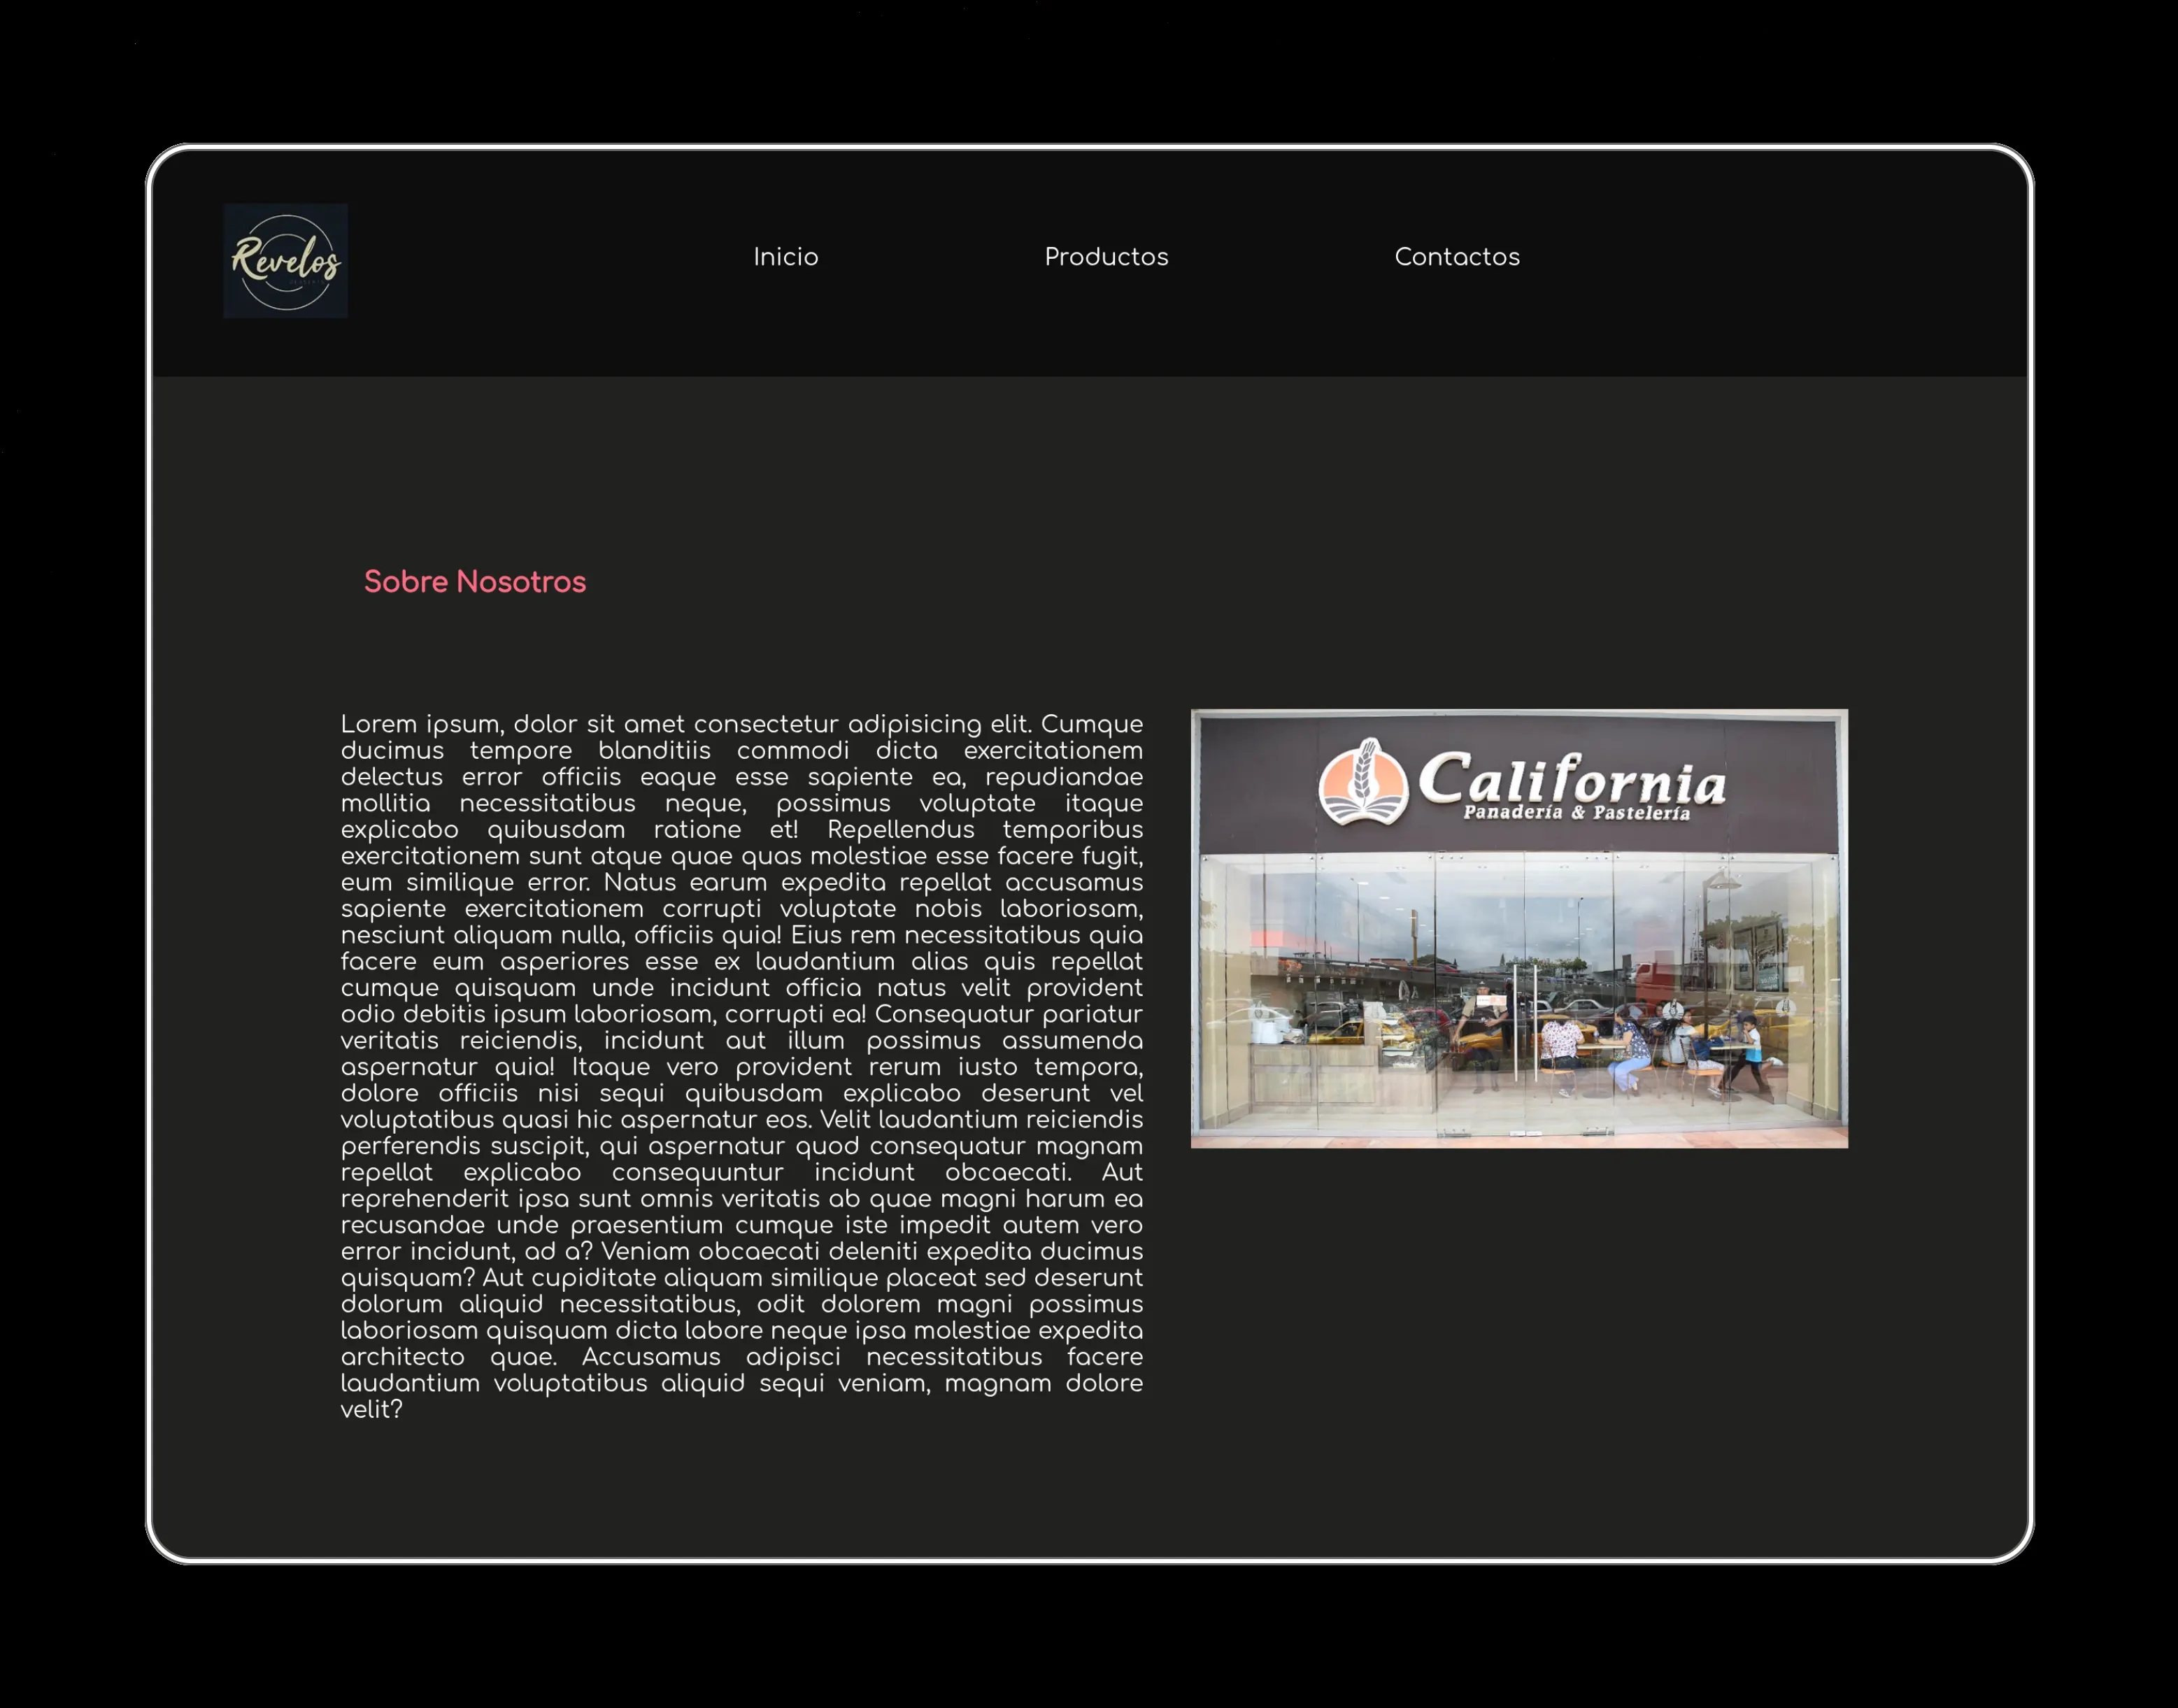 Revelos
Inicio
Productos
Contactos
Sobre Nosotros
Lorem ipsum, dolor sit amet consectetur adipisicing elit. Cumque
ducimus tempore blanditiis commodi dicta exercitationem
delectus error officiis eaque esse sapiente ea, repudiandae
mollitia necessitatibus neque, possimus voluptate itaque
explicabo quibusdam ratione et! Repellendus temporibus
exercitationem sunt atque quae quas molestiae esse facere fugit,
eum similique error. Natus earum expedita repellat accusamus
sapiente exercitationem corrupti voluptate nobis laboriosam,
nesciunt aliquam nulla, officiis quia! Eius rem necessitatibus quia
facere eum asperiores esse ex laudantium alias quis repellat
cumque quisquam unde incidunt officia natus velit provident
odio debitis ipsum laboriosam, corrupti ea! Consequatur pariatur
veritatis reiciendis, incidunt aut illum possimus assumenda
aspernatur quia! Itaque vero provident rerum iusto tempora,
dolore officiis nisi sequi quibusdam explicabo deserunt vel
voluptatibus quasi hic aspernatur eos. Velit laudantium reiciendis
perferendis suscipit, qui aspernatur quod consequatur magnam
repellat explicabo consequuntur incidunt obcaecati. Aut
reprehenderit ipsa sunt omnis veritatis ab quae magni harum ea
recusandae unde praesentium cumque iste impedit autem vero
error incidunt, ad a? Veniam obcaecati deleniti expedita ducimus
quisquam? Aut cupiditate aliquam similique placeat sed deserunt
dolorum aliquid necessitatibus, odit dolorem magni possimus
laboriosam quisquam dicta labore neque ipsa molestiae expedita
architecto quae. Accusamus adipisci necessitatibus facere
laudantium voluptatibus aliquid sequi veniam, magnam dolore
velit?
California
Panadería & Pastelería